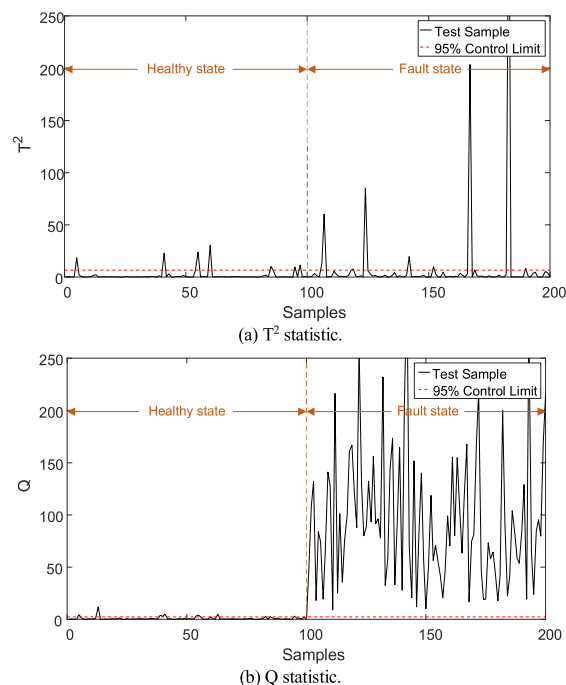 250
200
150
100
50
0
T²
Test Sample
95% Control Limit
Healthy state
Fault state
0 50 100 150 200
Samples
(a) T² statistic.
250
200
150
100
50
0
Q
Test Sample
95% Control Limit
Healthy state
Fault state
0 50 100 150 200
Samples
(b) Q statistic.